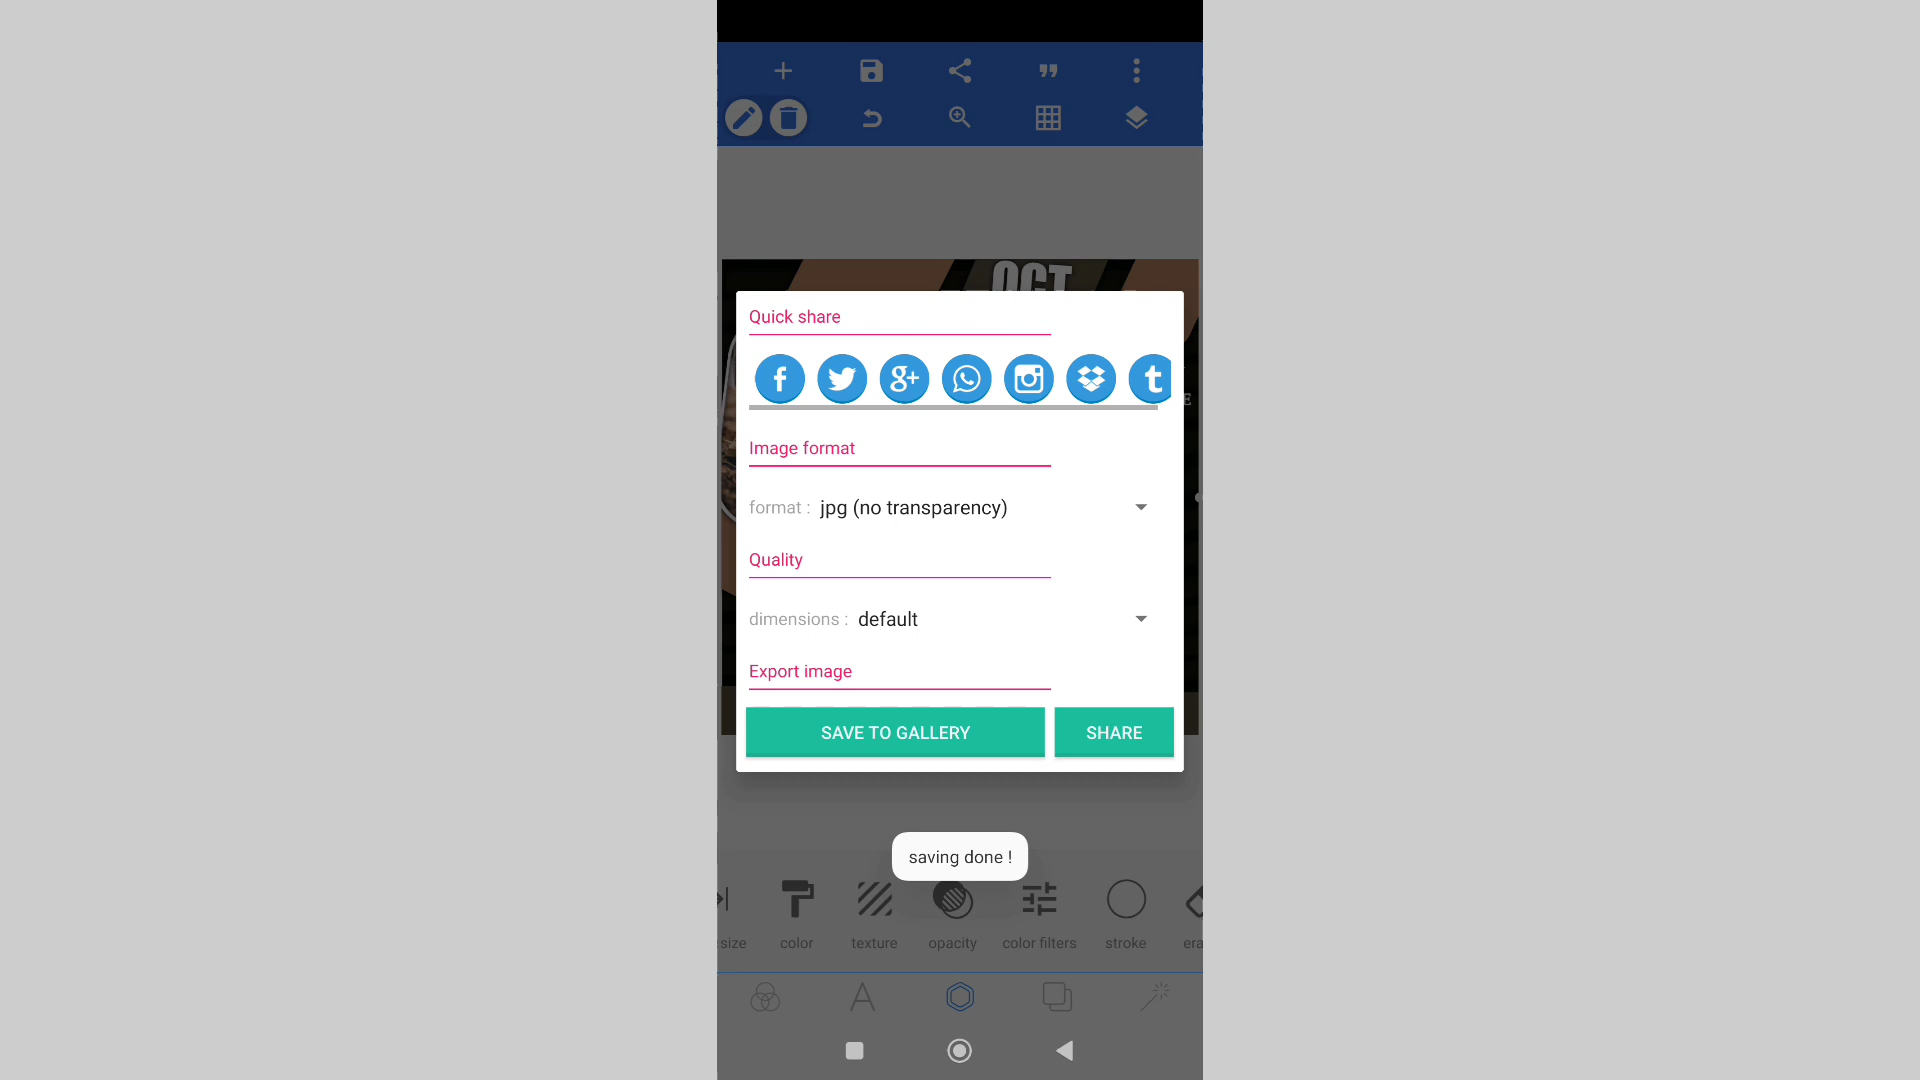 OCT
Quick share
E
Image format
format : jpg (no transparency)
Quality
dimensions : default
Export image
SAVE TO GALLERY SHARE
saving done !
size color texture opacity color filters stroke era